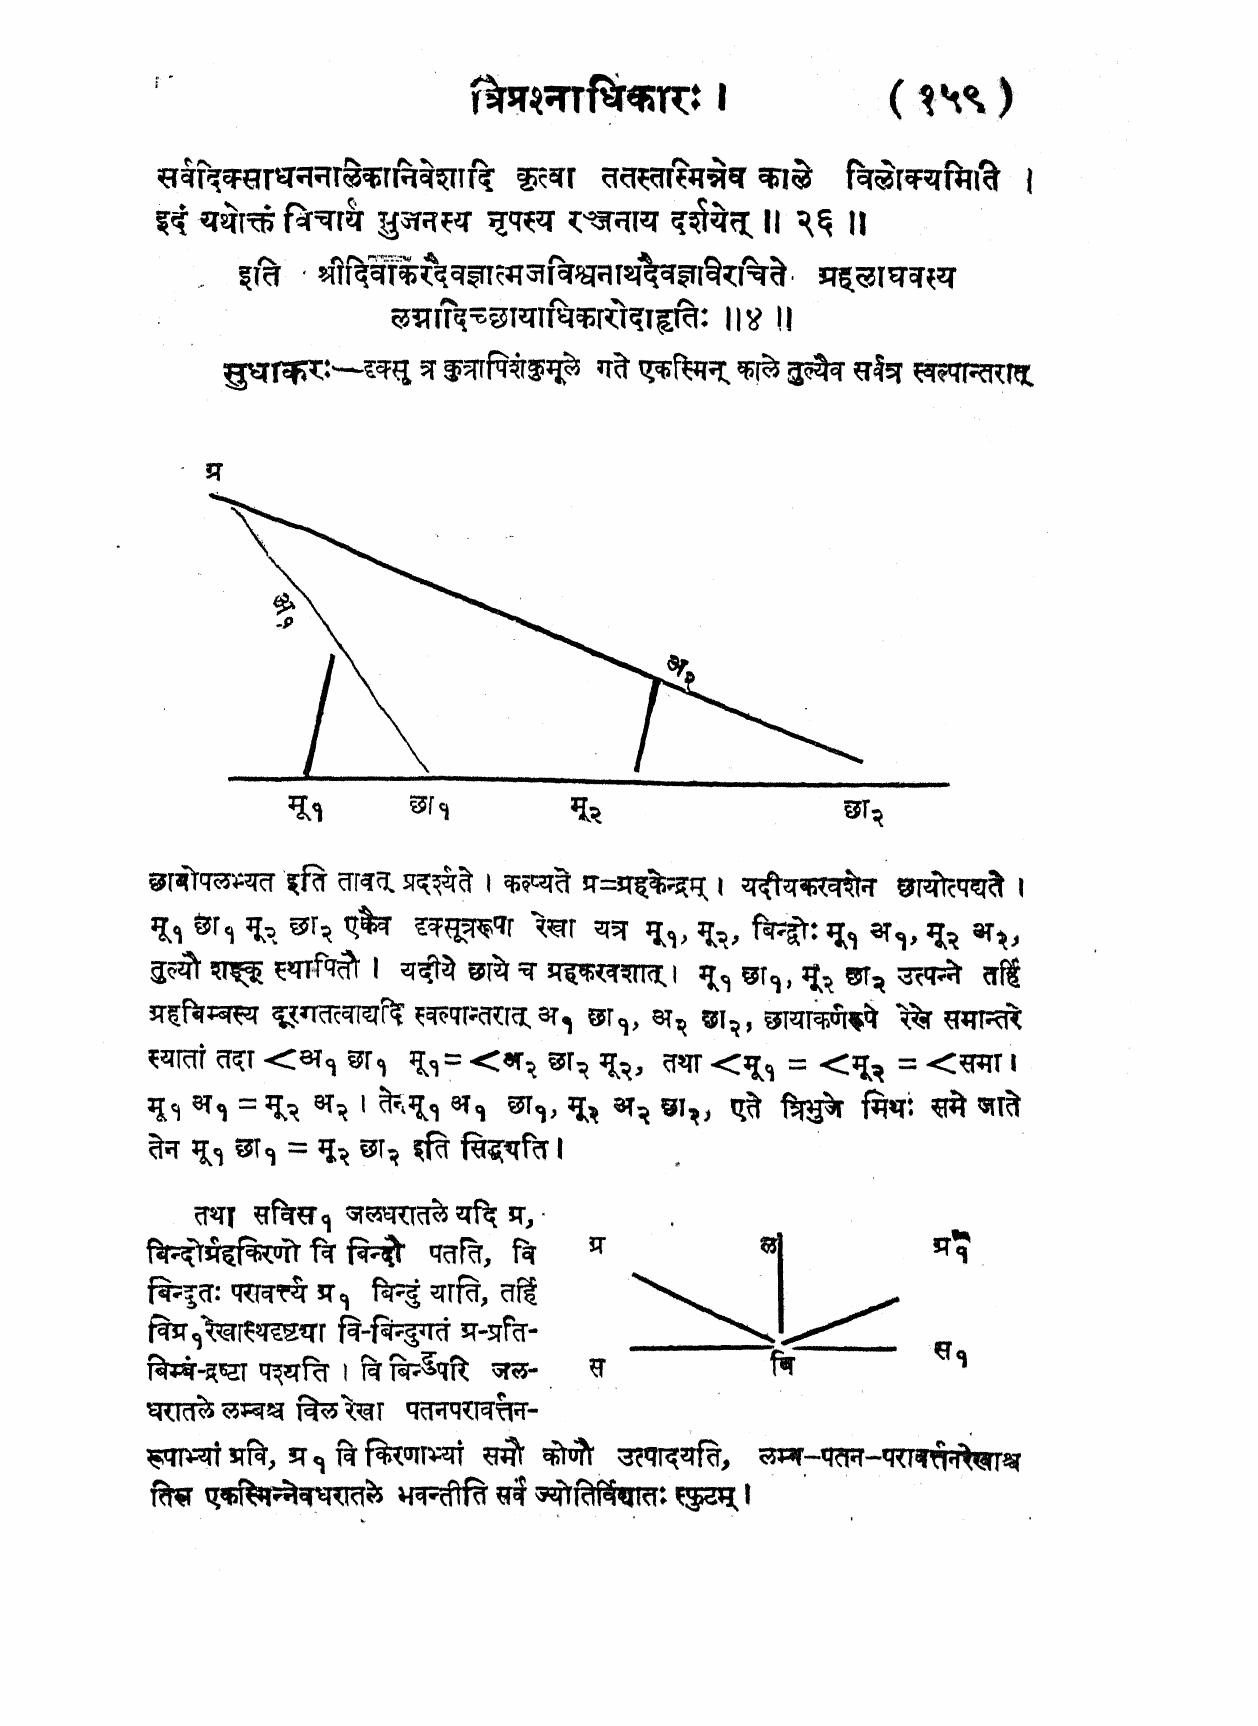 त्रिप्रश्नाधिकारः । ( १५९ )
सर्वदिक्साधननालिकानिवेशादि कृत्वा ततस्तस्मिन्नेव काले विलोक्यमिति ।
इदं यथोक्तं विचार्य भुजनस्य नृपस्य रञ्जनाय दर्शयेत् ॥ २६ ॥
इति श्रीदिवाकरदैवज्ञात्मजविश्वनाथदैवज्ञविरचिते ग्रहलाघवस्य
लग्नादिच्छायाधिकारोदाहृतिः ॥४ ॥
सुधाकरः—दृक्सू त्र कुत्रापिशंकुमूले गते एकस्मिन् काले तुल्यैव सर्वत्र स्वल्पान्तरात्
ग्र
अ१
अ२
मू१ छा१ मू२ छा२
छायोपलभ्यत इति तावत् प्रदर्श्यते । कल्प्यते ग्र=ग्रहकेन्द्रम् । यदीयकरवशेन छायोत्पद्यते ।
मू१ छा१ मू२ छा२ एकैव दृक्सूत्ररूपा रेखा यत्र मू१, मू२, बिन्द्वोः मू१ अ१, मू२ अ२,
तुल्यौ शङ्कू स्थापितौ । यदीये छाये च ग्रहकरवशात् । मू१ छा१, मू२ छा२ उत्पन्ने तर्हि
ग्रहबिम्बस्य दूरगतत्वाद्यदि स्वल्पान्तरात् अ१ छा१, अ२ छा२, छायाकर्णरूपे रेखे समान्तरे
स्यातां तदा <अ१ छा१ मू१= <अ२ छा२ मू२, तथा <मू१ = <मू२ = <समा ।
मू१ अ१ = मू२ अ२ । तेन मू१ अ१ छा१, मू२ अ२ छा२, एते त्रिभुजे मिथः समे जाते
तेन मू१ छा१ = मू२ छा२ इति सिद्ध्यति ।
तथा सविस१ जलधरातले यदि ग्र,
बिन्दोर्ग्रहकिरणो वि बिन्दौ पतति, वि
बिन्दुतः परावर्त्त्य ग्र१ बिन्दुं याति, तर्हि
विग्र१रेखास्थदृष्ट्या वि-बिन्दुगतं ग्र-प्रति-
बिम्बं-द्रष्टा पश्यति । वि बिन्दुपरि जल-
धरातले लम्बश्च विल रेखा पतनपरावर्त्तन-
ग्र ल ग्र१
स बि स१
रूपाभ्यां ग्रवि, ग्र१ वि किरणाभ्यां समौ कोणौ उत्पादयति, लम्ब-पतन-परावर्त्तनरेखाश्च
तिस्र एकस्मिन्नेवधरातले भवन्तीति सर्वं ज्योतिर्विद्यातः स्फुटम् ।